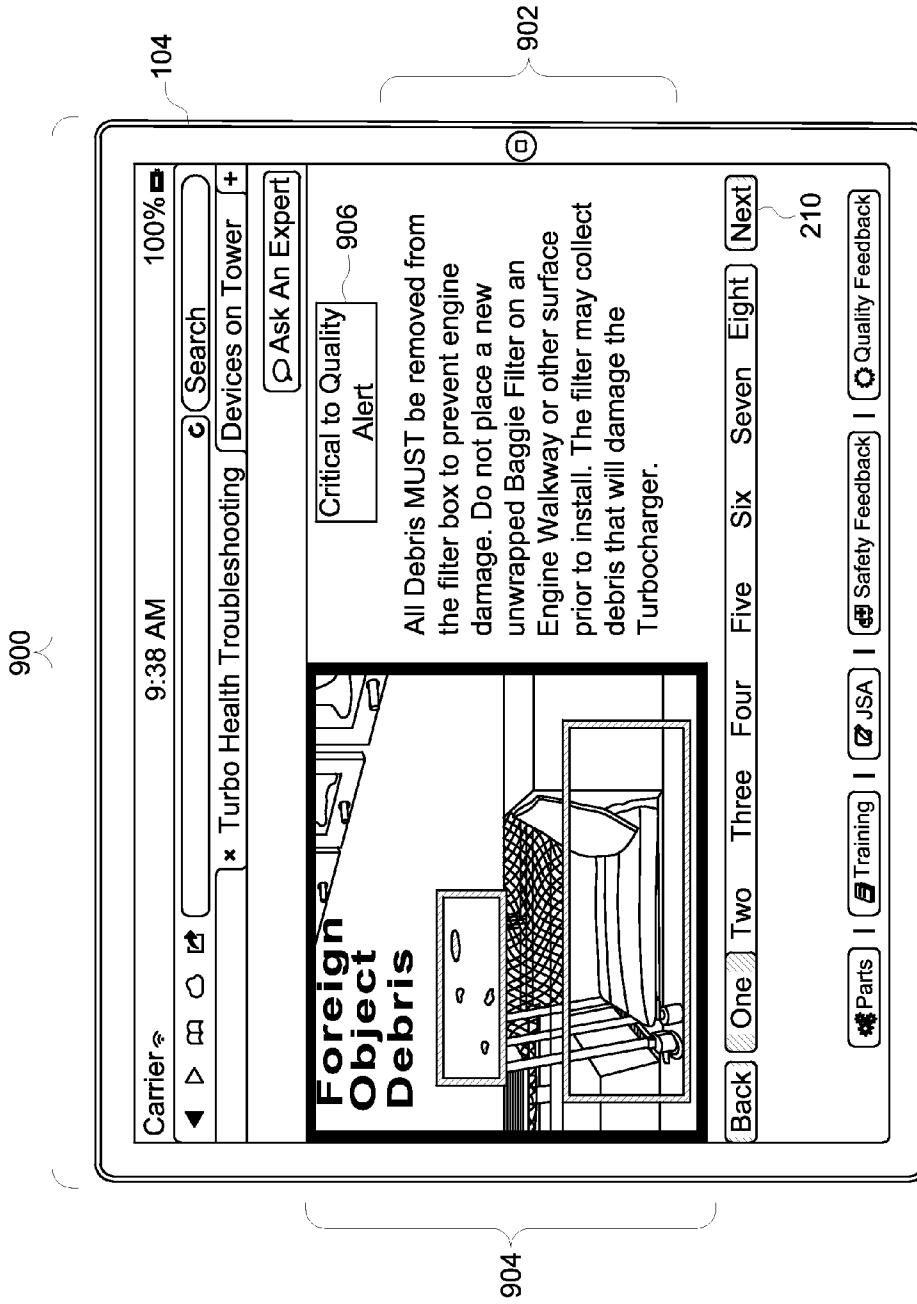 900
104
Carrier
9:38 AM
100%
Search
× Turbo Health Troubleshooting
Devices on Tower
+
Ask An Expert
Foreign
Object
Debris
Critical to Quality
Alert
906
All Debris MUST be removed from
the filter box to prevent engine
damage. Do not place a new
unwrapped Baggie Filter on an
Engine Walkway or other surface
prior to install. The filter may collect
debris that will damage the
Turbocharger.
902
904
Back One Two Three Four Five Six Seven Eight Next
210
Parts | Training | JSA | Safety Feedback | Quality Feedback